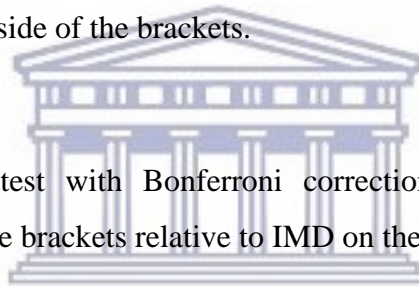 side of the brackets.
test with Bonferroni correction
e brackets relative to IMD on the